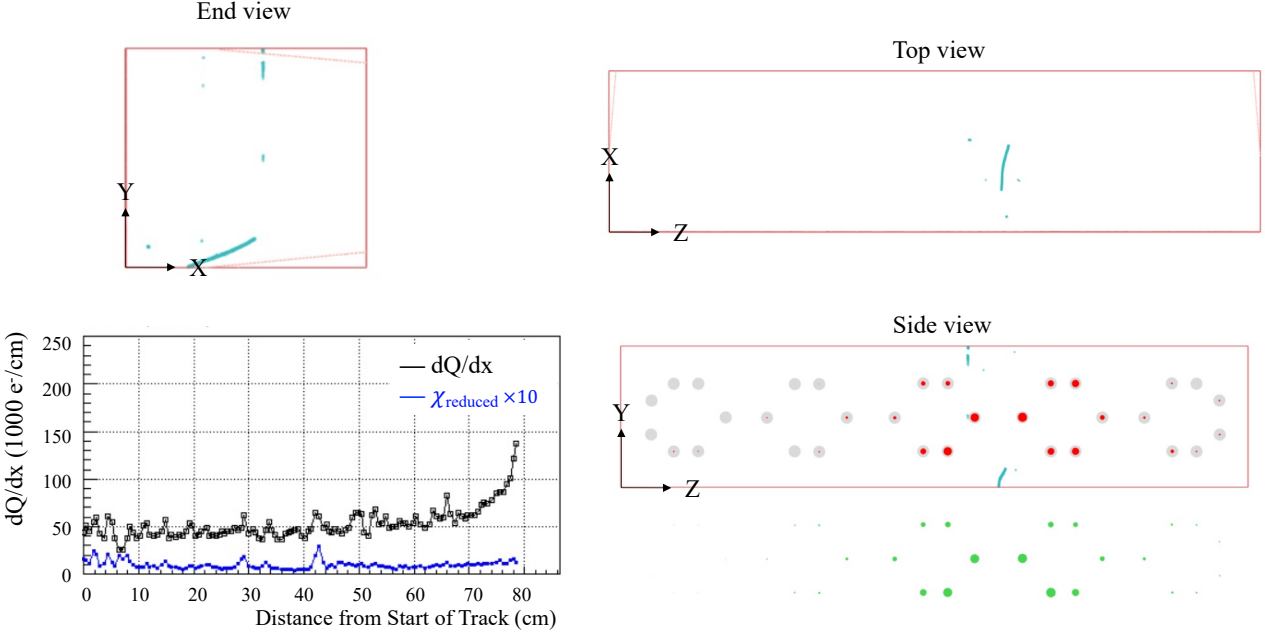 End view
Y
X
Top view
X
Z
250
200
150
100
50
0
dQ/dx (1000 e-/cm)
dQ/dx
χreduced ×10
0 10 20 30 40 50 60 70 80
Distance from Start of Track (cm)
Side view
Y
Z